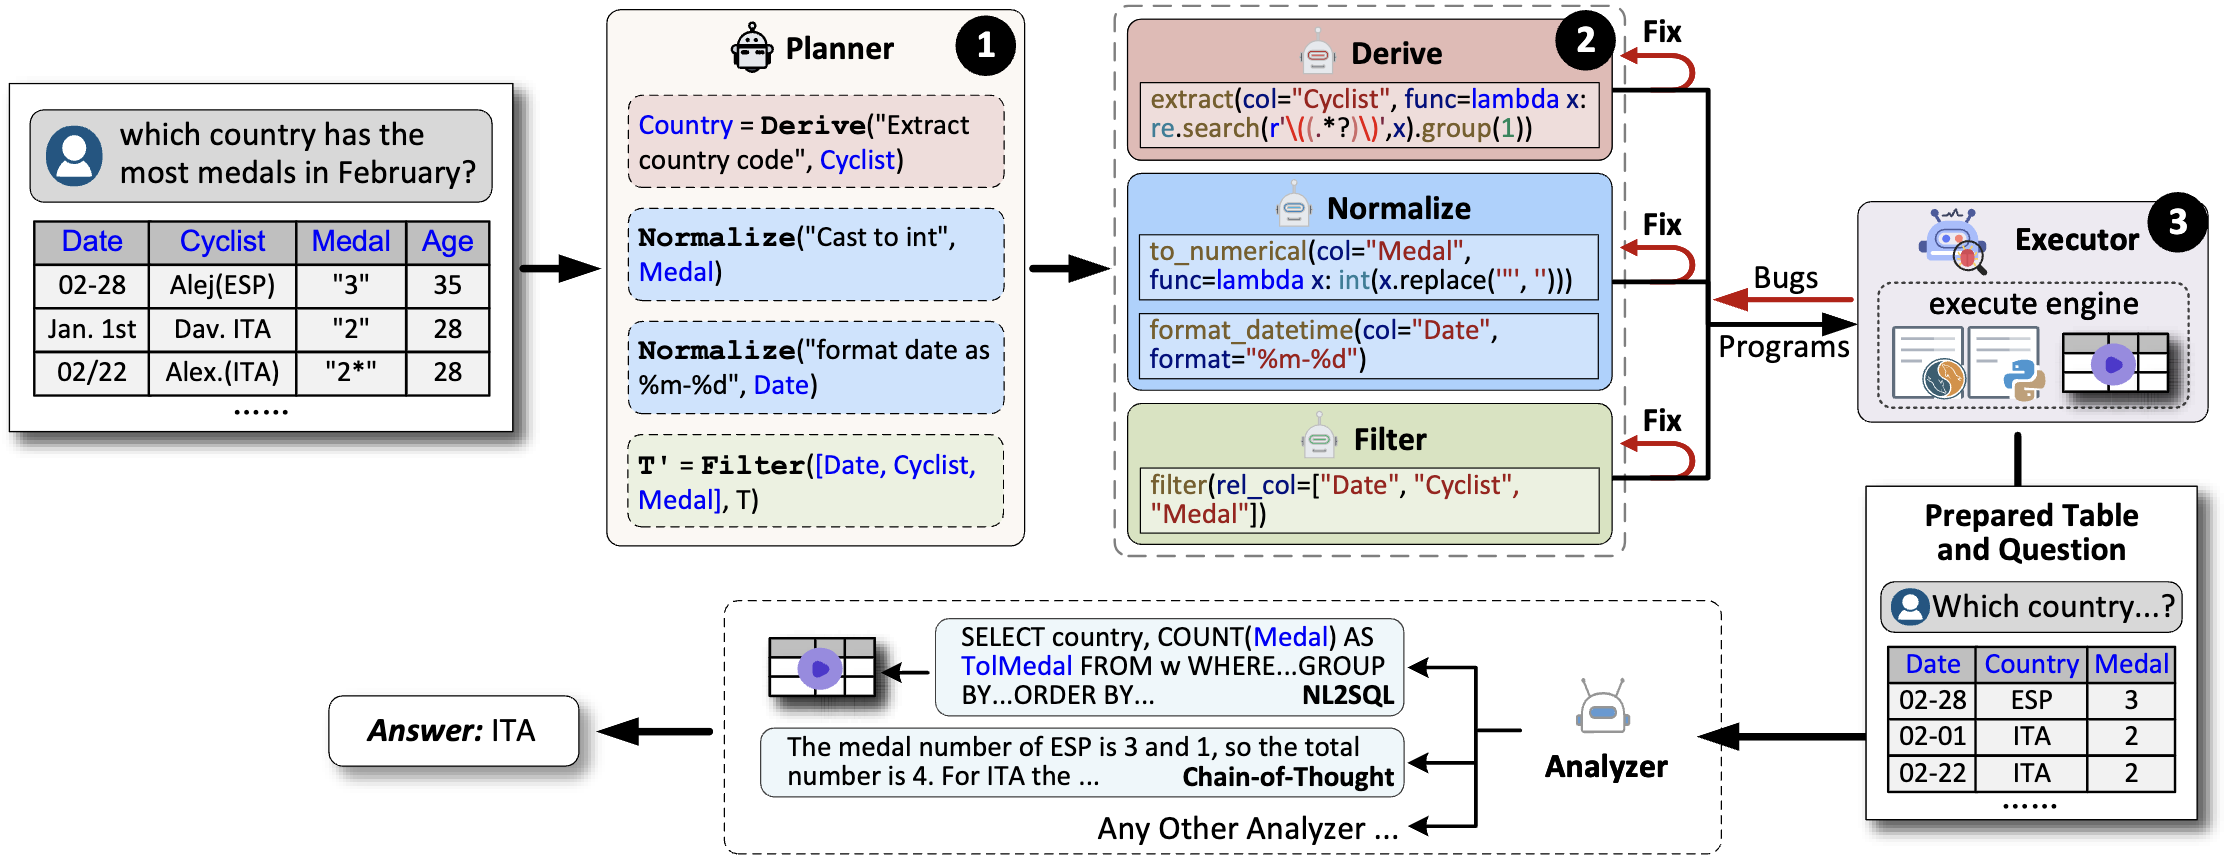 which country has the
most medals in February?
Date Cyclist Medal Age
02-28 Alej(ESP) "3" 35
Jan. 1st Dav. ITA "2" 28
02/22 Alex.(ITA) "2*" 28
......
Planner
1
Country = Derive("Extract
country code", Cyclist)
Normalize("Cast to int",
Medal)
Normalize("format date as
%m-%d", Date)
T' = Filter([Date, Cyclist,
Medal], T)
2
Derive
extract(col="Cyclist", func=lambda x:
re.search(r'\((.*?)\)',x).group(1))
Fix
Normalize
to_numerical(col="Medal",
func=lambda x: int(x.replace('"', '')))
format_datetime(col="Date",
format="%m-%d")
Fix
Filter
filter(rel_col=["Date", "Cyclist",
"Medal"])
Fix
Bugs
Programs
Executor
3
execute engine
Prepared Table
and Question
Which country...?
Date Country Medal
02-28 ESP 3
02-01 ITA 2
02-22 ITA 2
......
Analyzer
SELECT country, COUNT(Medal) AS
TolMedal FROM w WHERE...GROUP
BY...ORDER BY... NL2SQL
The medal number of ESP is 3 and 1, so the total
number is 4. For ITA the ... Chain-of-Thought
Any Other Analyzer ...
Answer: ITA